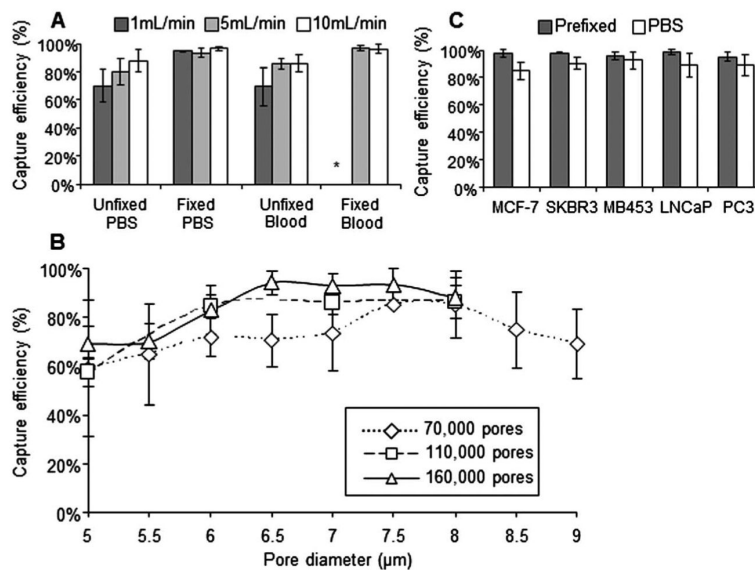 A
1mL/min 5mL/min 10mL/min
Capture efficiency (%)
100%
80%
60%
40%
20%
0%
*
Unfixed PBS
Fixed PBS
Unfixed Blood
Fixed Blood
C
Prefixed PBS
Capture efficiency (%)
100%
80%
60%
40%
20%
0%
MCF-7 SKBR3 MB453 LNCaP PC3
B
Capture efficiency (%)
100%
80%
60%
40%
20%
0%
70,000 pores
110,000 pores
160,000 pores
5 5.5 6 6.5 7 7.5 8 8.5 9
Pore diameter (µm)